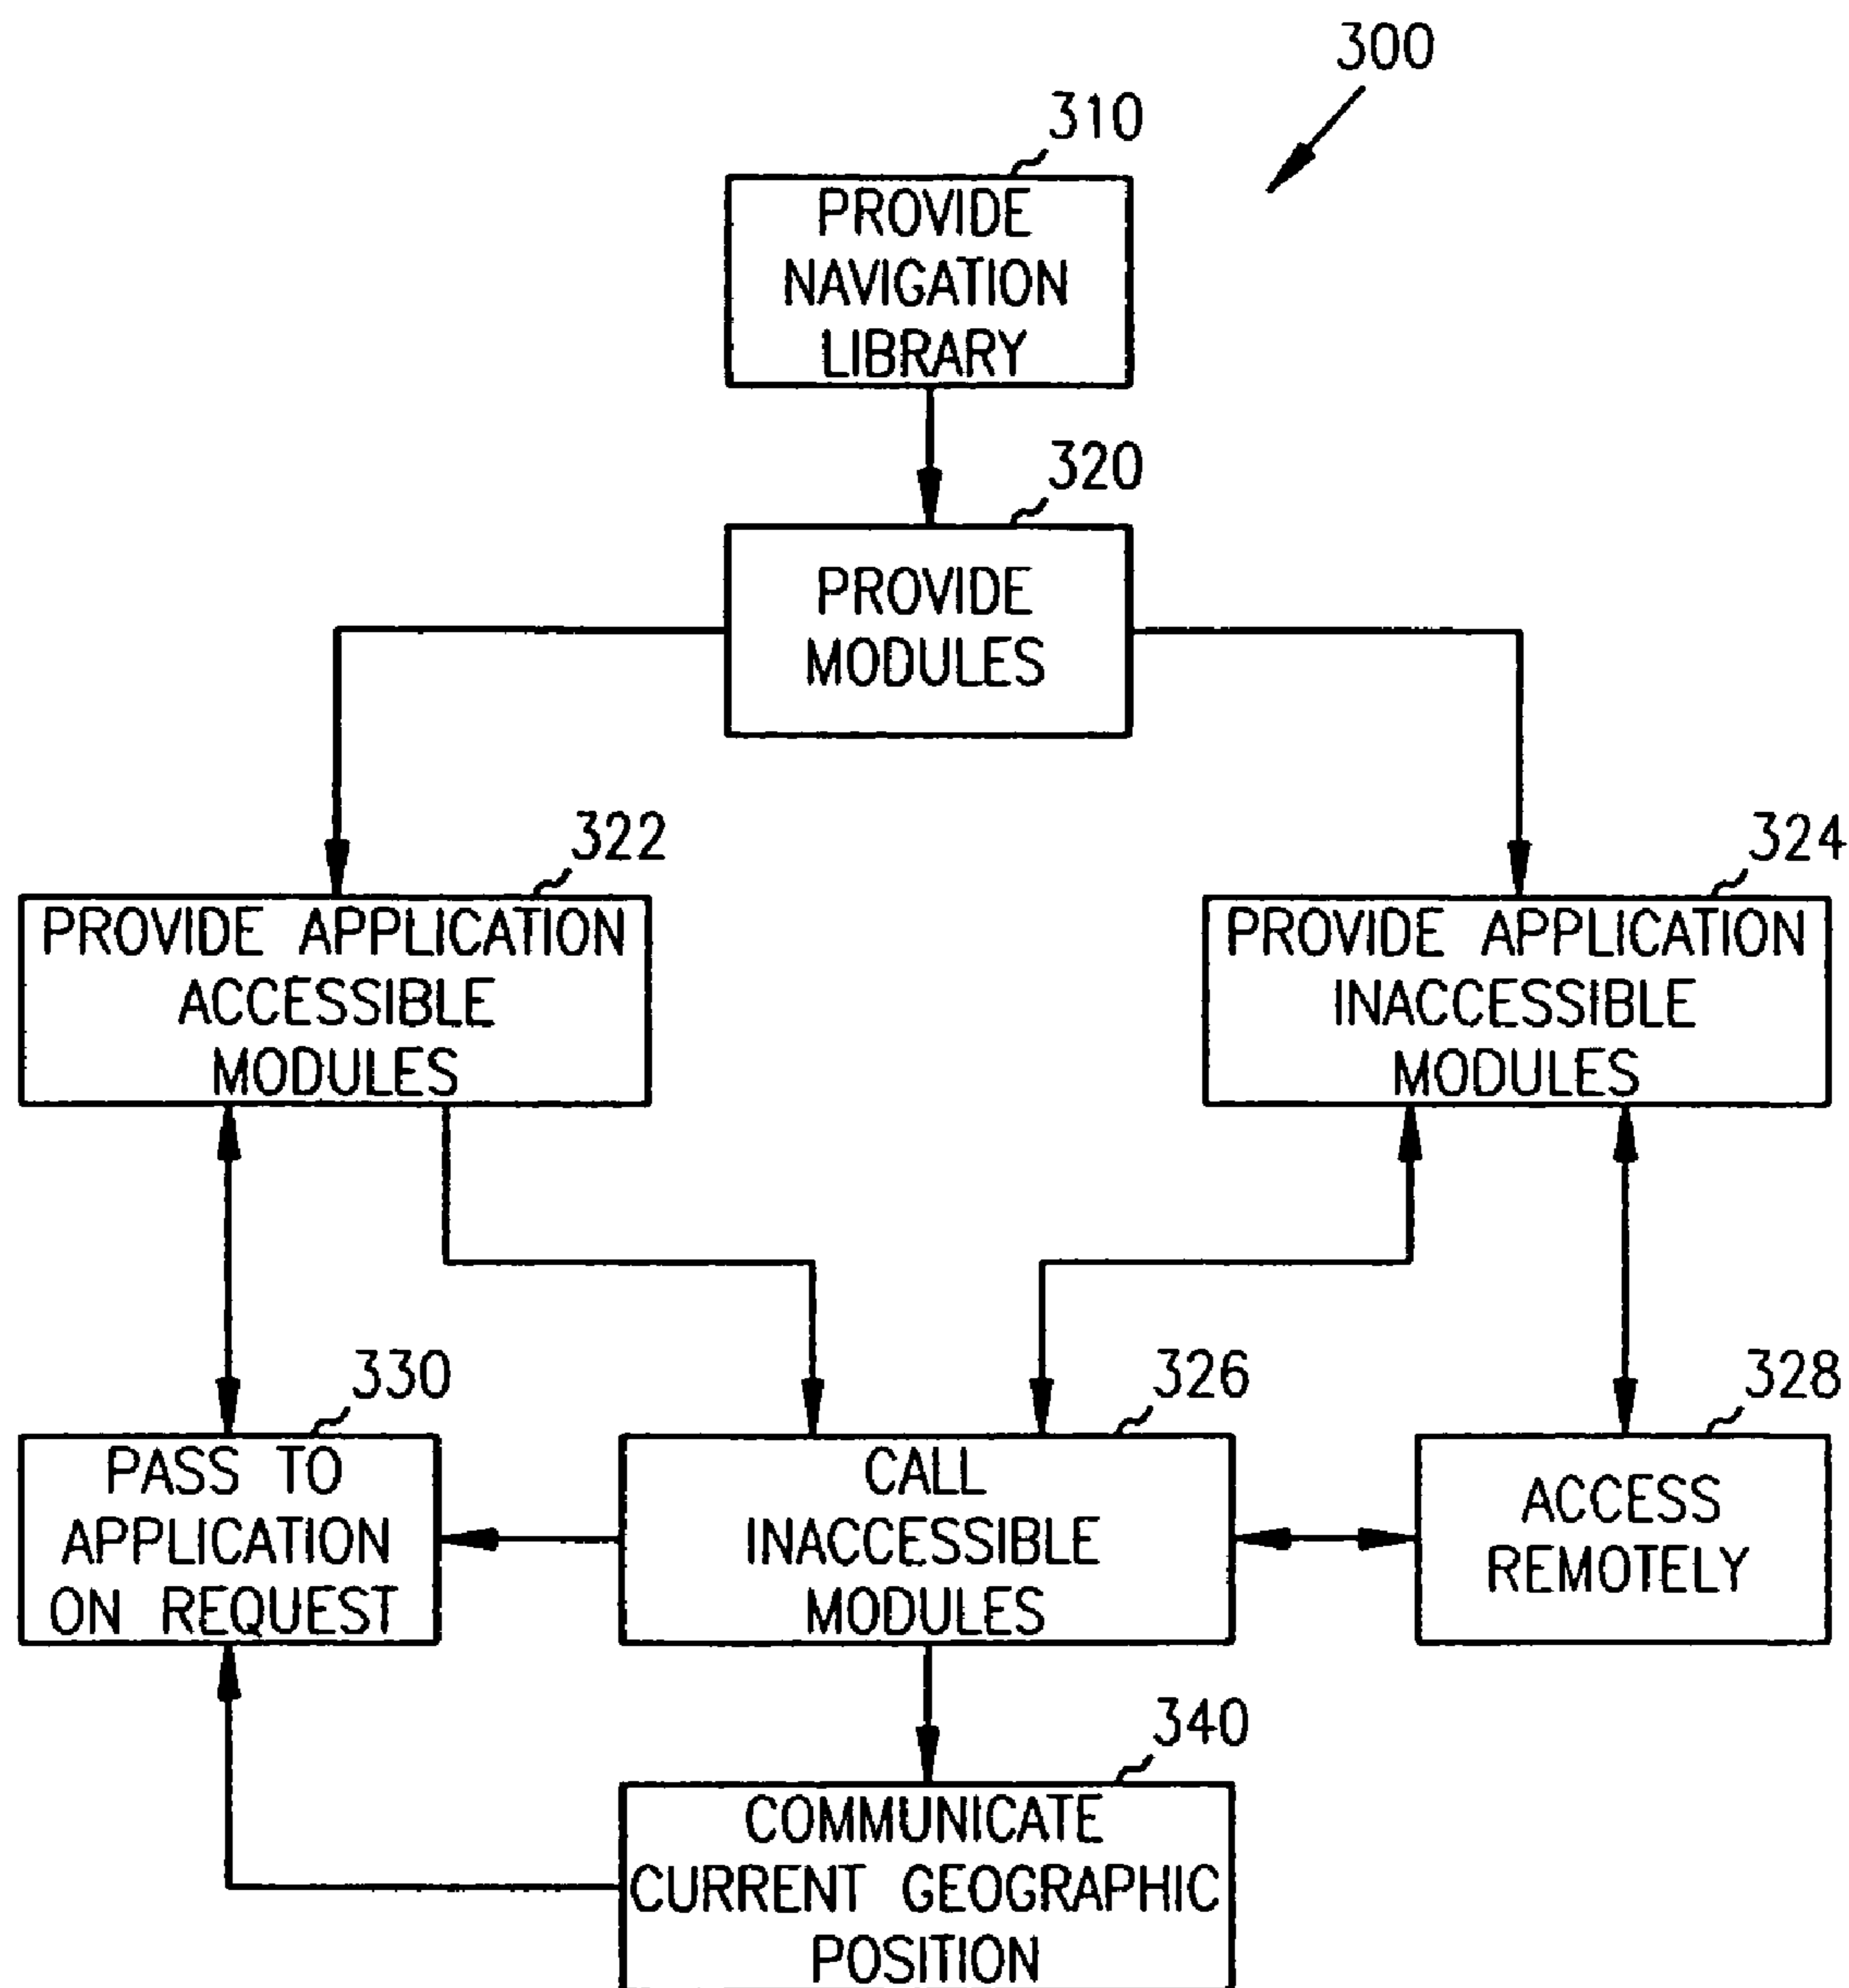 300
310
PROVIDE
NAVIGATION
LIBRARY
320
PROVIDE
MODULES
322
PROVIDE APPLICATION
ACCESSIBLE
MODULES
324
PROVIDE APPLICATION
INACCESSIBLE
MODULES
330
PASS TO
APPLICATION
ON REQUEST
326
CALL
INACCESSIBLE
MODULES
328
ACCESS
REMOTELY
340
COMMUNICATE
CURRENT GEOGRAPHIC
POSITION